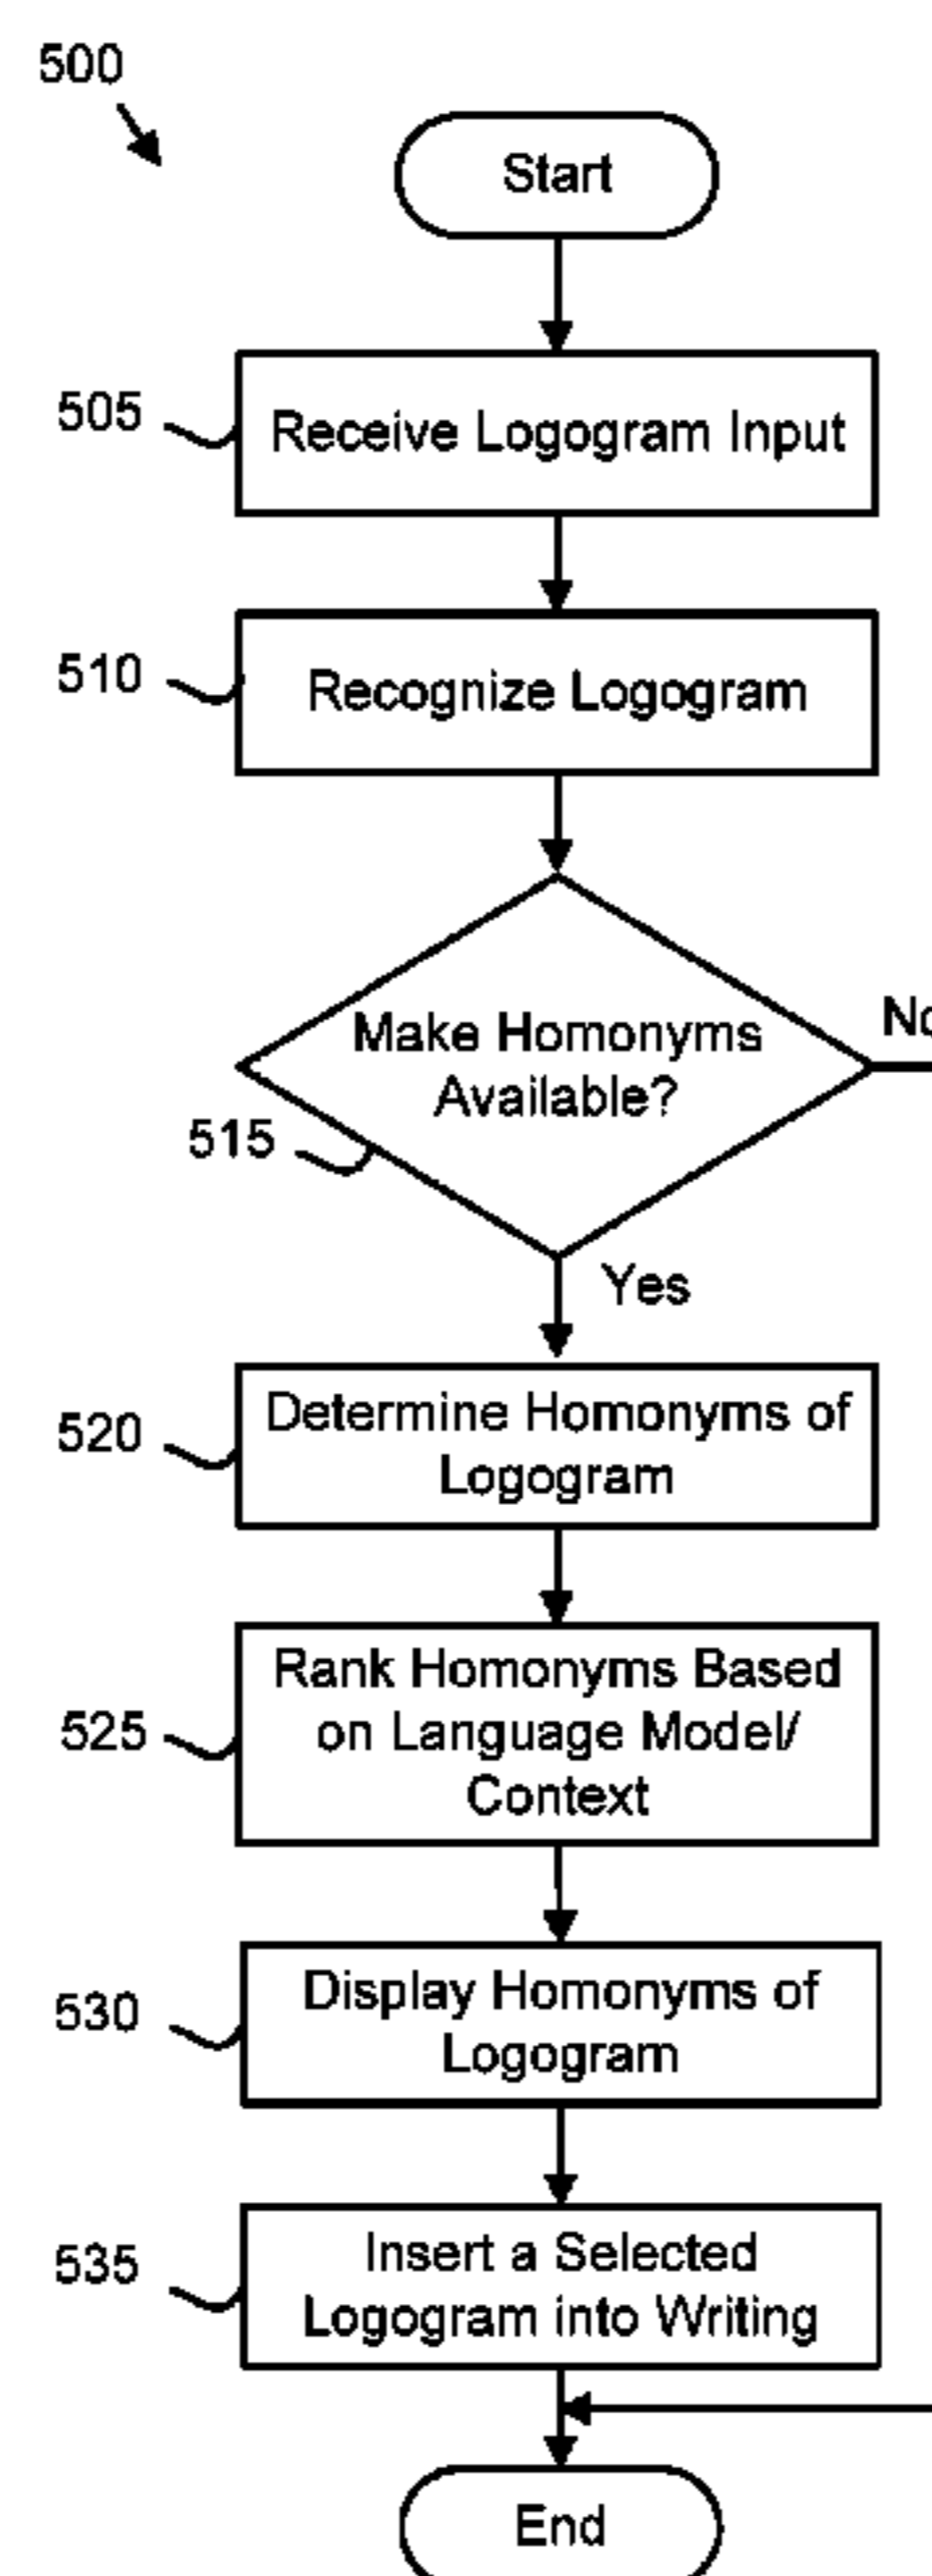 500
Start
505
Receive Logogram Input
510
Recognize Logogram
Make Homonyms
Available?
No
515
Yes
520
Determine Homonyms of
Logogram
525
Rank Homonyms Based
on Language Model/
Context
530
Display Homonyms of
Logogram
535
Insert a Selected
Logogram into Writing
End